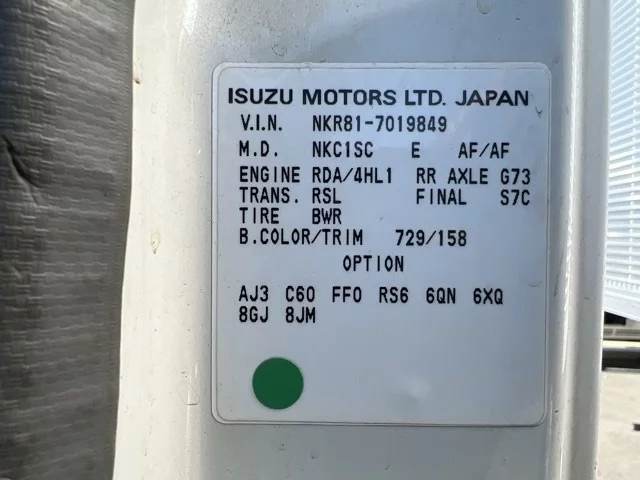 ISUZU MOTORS LTD. JAPAN
V.I.N. NKR81-7019849
M.D. NKC1SC E AF/AF
ENGINE RDA/4HL1 RR AXLE G73
TRANS. RSL FINAL S7C
TIRE BWR
B.COLOR/TRIM 729/158
OPTION
AJ3 C60 FF0 RS6 6QN 6XQ
8GJ 8JM